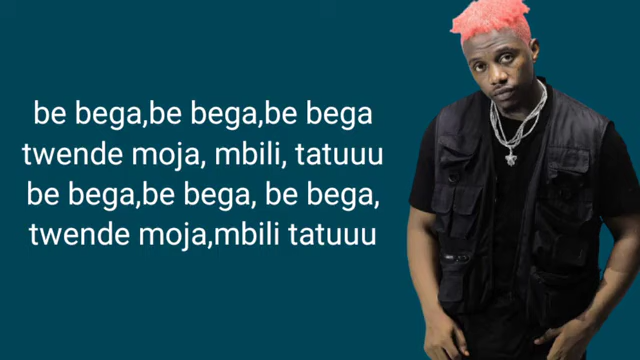 be bega,be bega,be bega
twende moja, mbili, tatuuu
be bega,be bega, be bega,
twende moja,mbili tatuuu